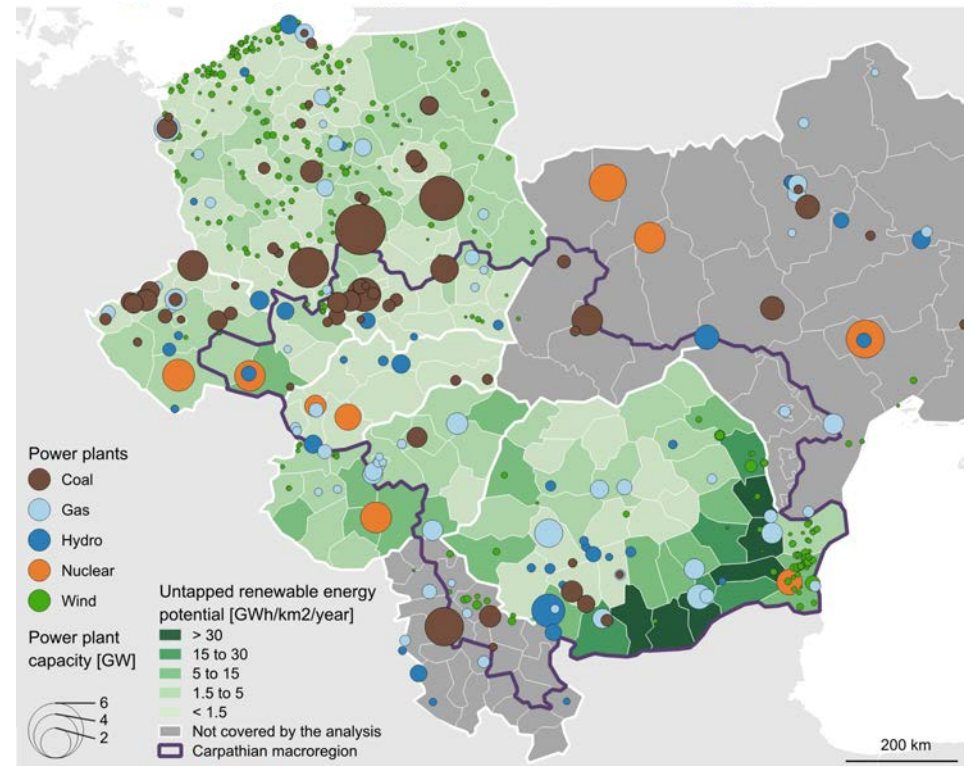 Power plants
Coal
Gas
Hydro
Nuclear
Wind
Power plant
capacity [GW]
6
4
2
Untapped renewable energy
potential [GWh/km2/year]
> 30
15 to 30
5 to 15
1.5 to 5
< 1.5
Not covered by the analysis
Carpathian macroregion
200 km